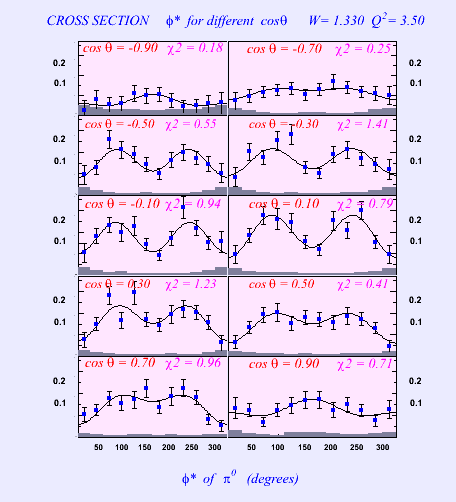 CROSS SECTION ϕ* for different cosθ W= 1.330 Q²= 3.50
cos θ = -0.90 χ2 = 0.18
cos θ = -0.70 χ2 = 0.25
0.2 0.2
0.1 0.1
cos θ = -0.50 χ2 = 0.55
cos θ = -0.30 χ2 = 1.41
0.2 0.2
0.1 0.1
cos θ = -0.10 χ2 = 0.94
cos θ = 0.10 χ2 = 0.79
0.2 0.2
0.1 0.1
cos θ = 0.30 χ2 = 1.23
cos θ = 0.50 χ2 = 0.41
0.2 0.2
0.1 0.1
cos θ = 0.70 χ2 = 0.96
cos θ = 0.90 χ2 = 0.71
0.2 0.2
0.1 0.1
50 100 150 200 250 300 50 100 150 200 250 300
ϕ* of π⁰ (degrees)